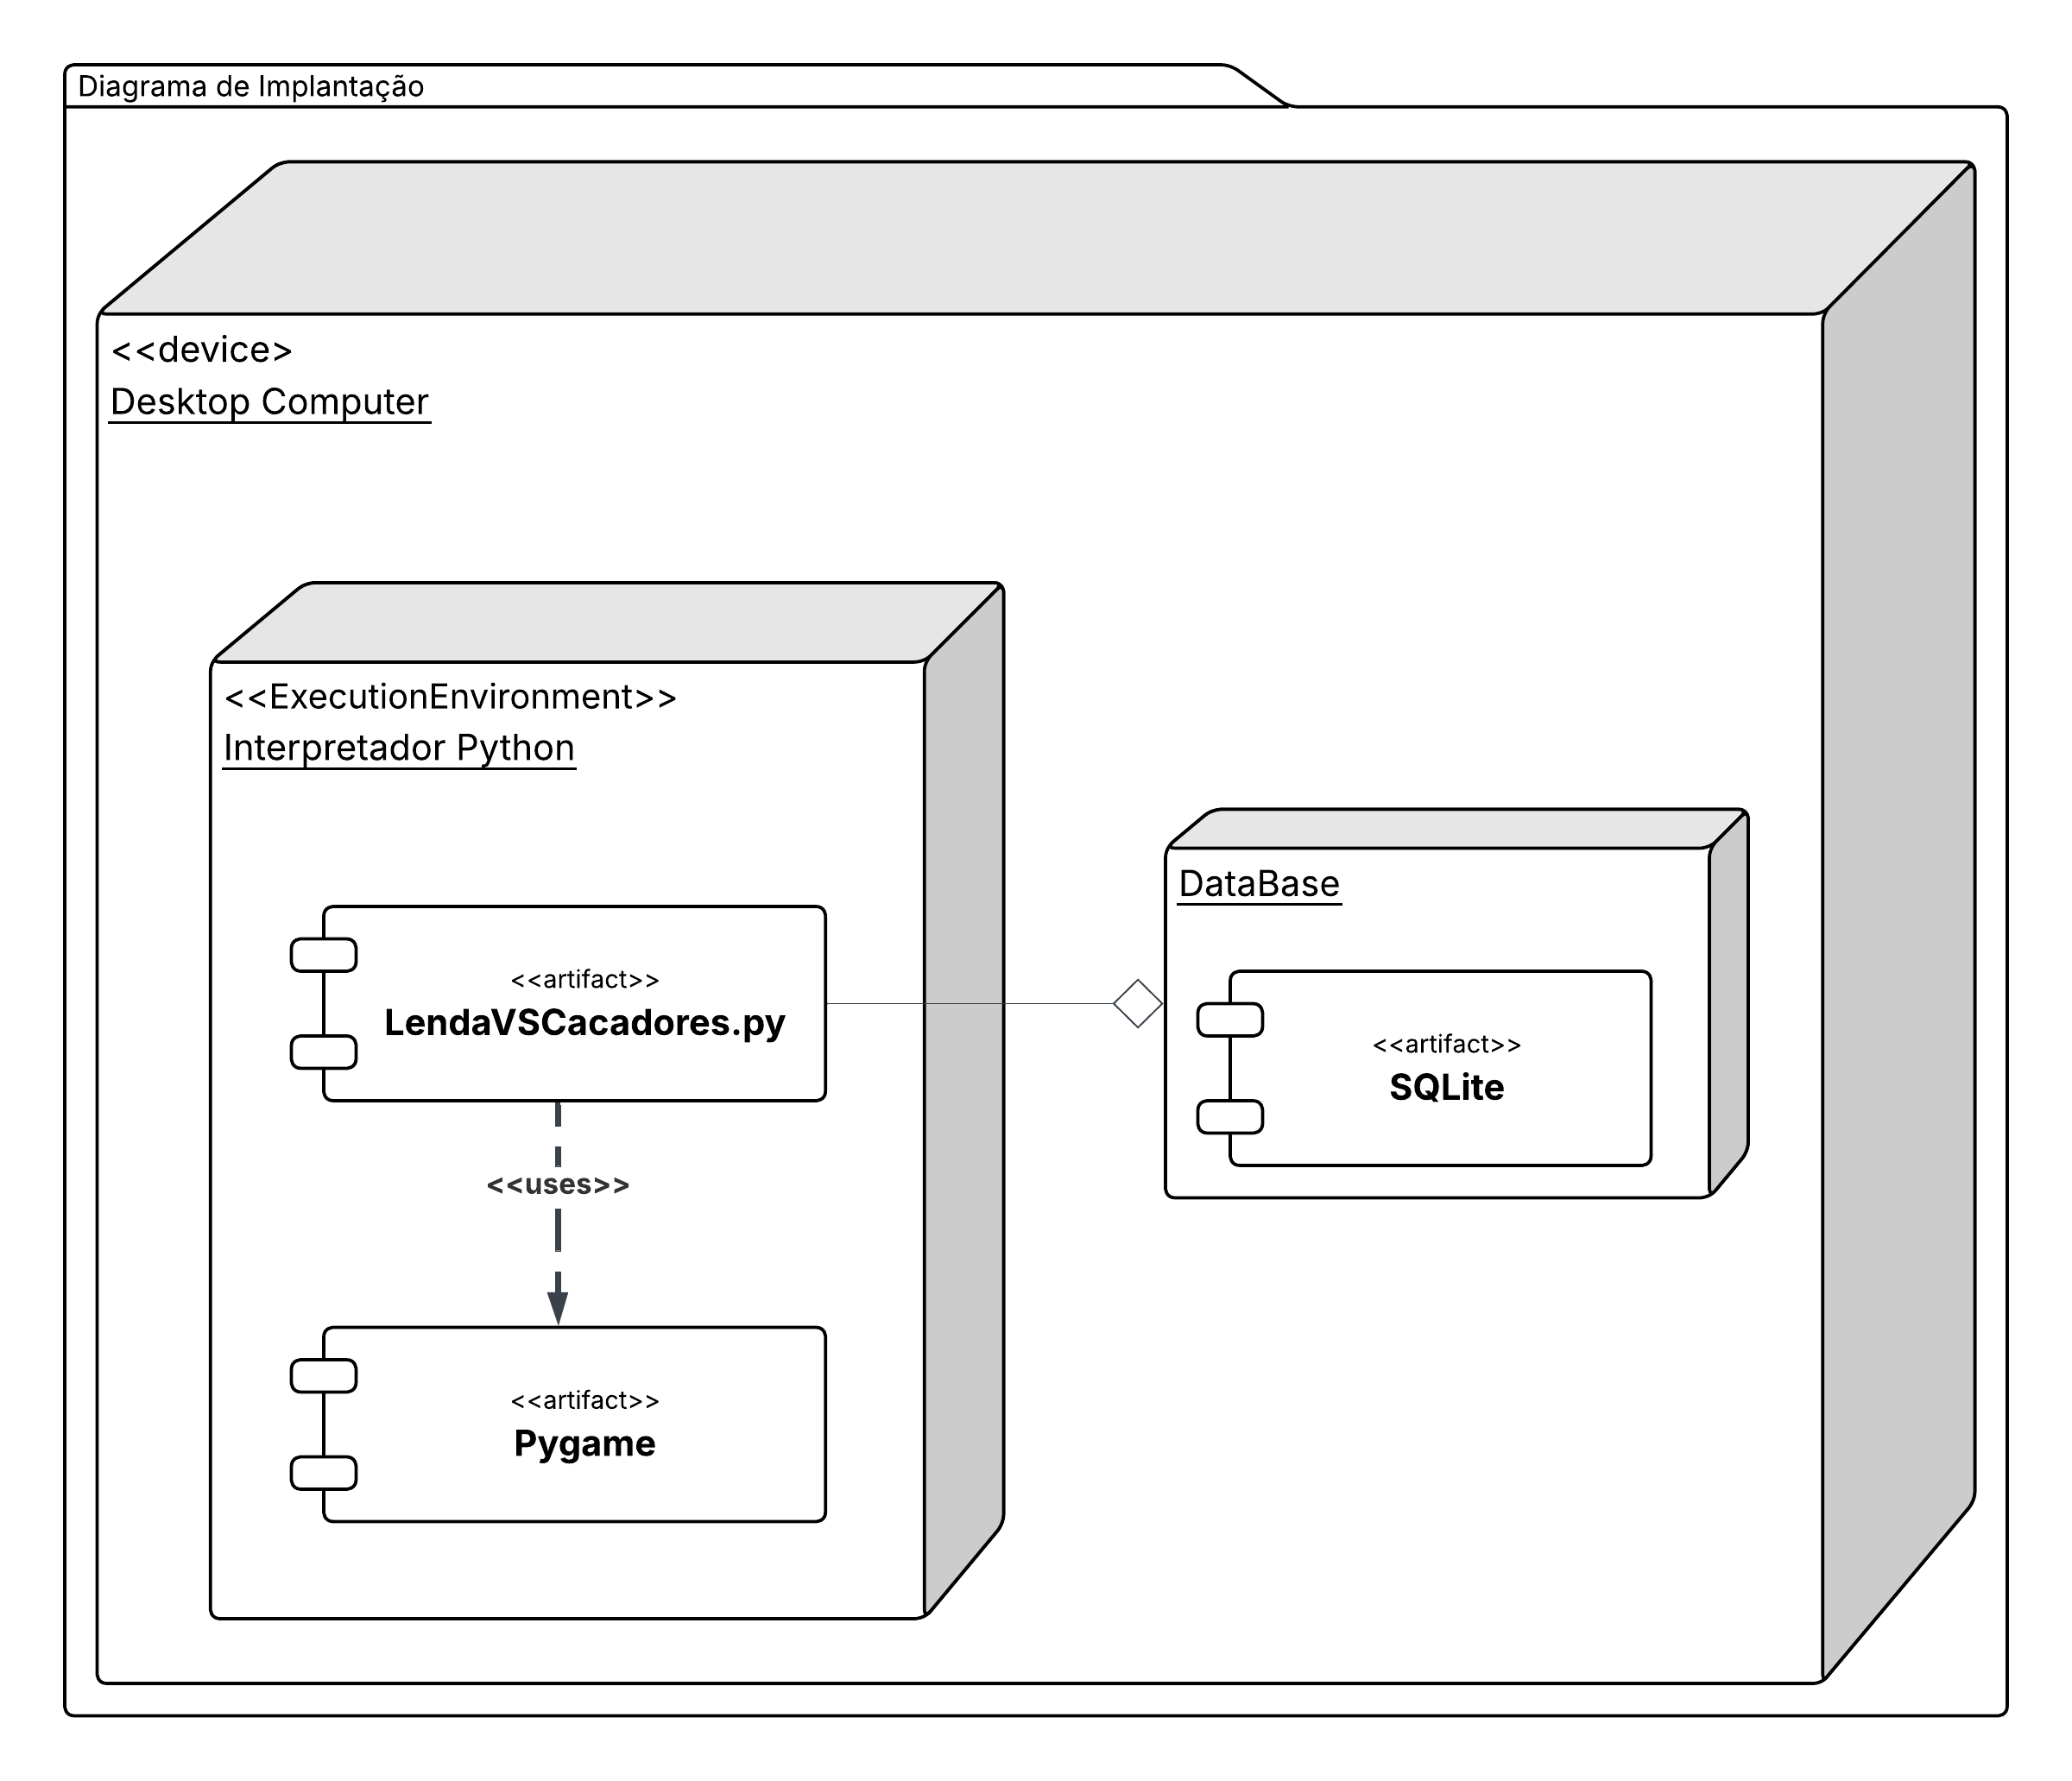 Diagrama de Implantação
<<device>
Desktop Computer
<<ExecutionEnvironment>>
Interpretador Python
<<artifact>>
LendaVSCacadores.py
<<uses>>
<<artifact>>
Pygame
DataBase
<<artifact>>
SQLite